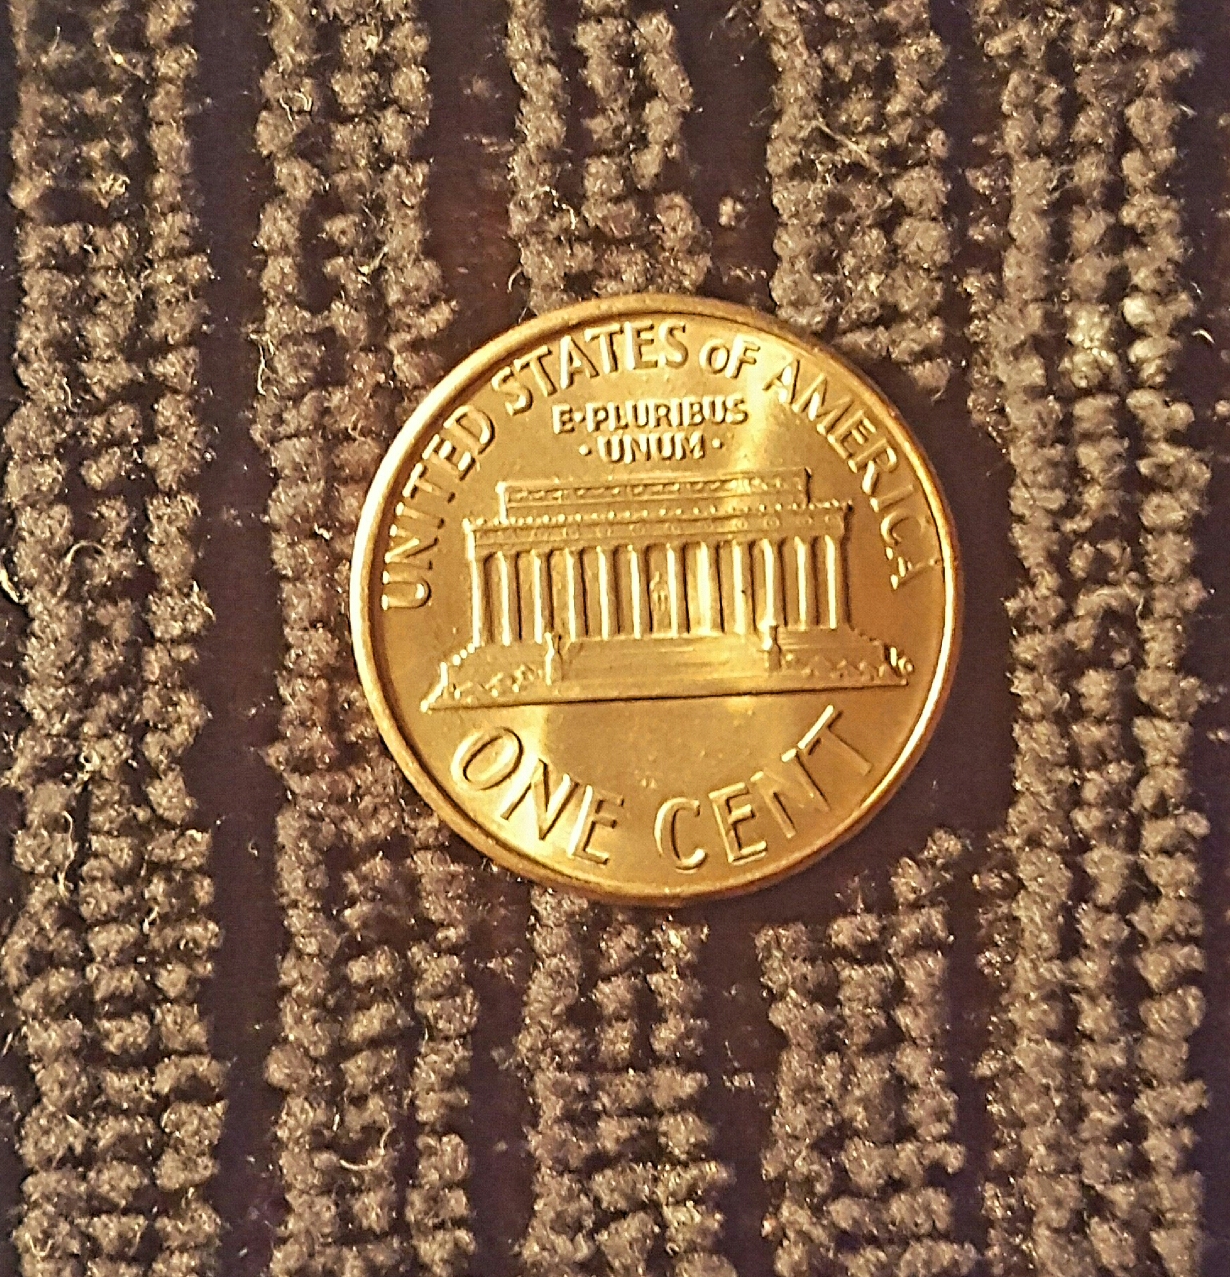 UNITED STATES OF AMERICA
E·PLURIBUS
·UNUM·
ONE CENT